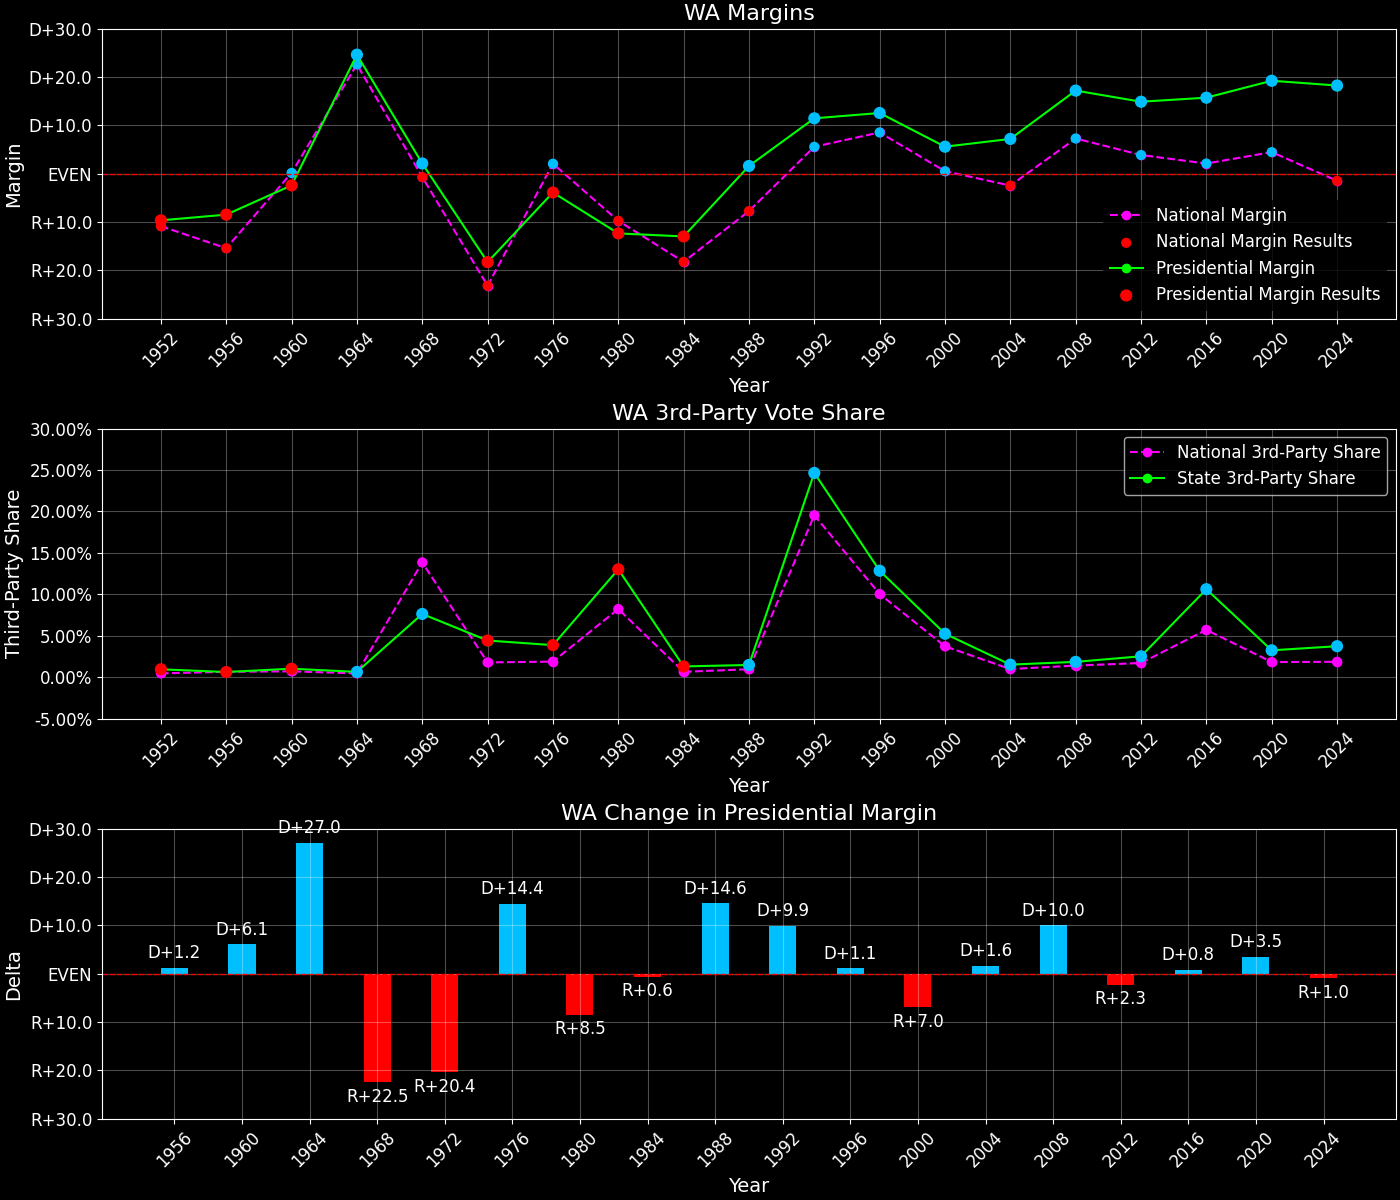 WA Margins
D+30.0
D+20.0
D+10.0
EVEN
R+10.0
R+20.0
R+30.0
Margin
National Margin
National Margin Results
Presidential Margin
Presidential Margin Results
1952 1956 1960 1964 1968 1972 1976 1980 1984 1988 1992 1996 2000 2004 2008 2012 2016 2020 2024
Year
WA 3rd-Party Vote Share
30.00%
25.00%
20.00%
15.00%
10.00%
5.00%
0.00%
-5.00%
Third-Party Share
National 3rd-Party Share
State 3rd-Party Share
1952 1956 1960 1964 1968 1972 1976 1980 1984 1988 1992 1996 2000 2004 2008 2012 2016 2020 2024
Year
WA Change in Presidential Margin
D+30.0
D+20.0
D+10.0
EVEN
R+10.0
R+20.0
R+30.0
Delta
D+1.2
D+6.1
D+27.0
R+22.5
R+20.4
D+14.4
R+8.5
R+0.6
D+14.6
D+9.9
D+1.1
R+7.0
D+1.6
D+10.0
R+2.3
D+0.8
D+3.5
R+1.0
1956 1960 1964 1968 1972 1976 1980 1984 1988 1992 1996 2000 2004 2008 2012 2016 2020 2024
Year